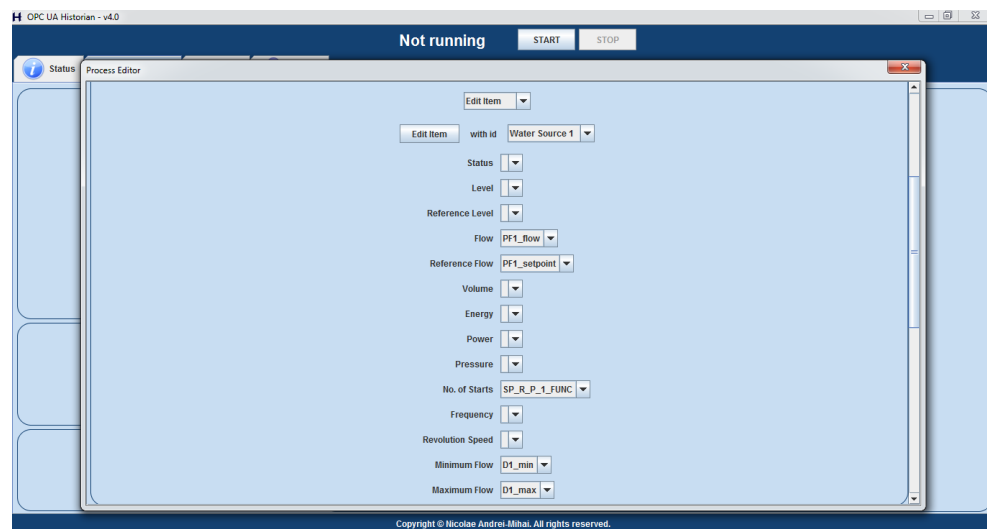 OPC UA Historian - v4.0
Not running START STOP
Status
Process Editor
Edit Item
Edit Item with id Water Source 1
Status
Level
Reference Level
Flow PF1_flow
Reference Flow PF1_setpoint
Volume
Energy
Power
Pressure
No. of Starts SP_R_P_1_FUNC
Frequency
Revolution Speed
Minimum Flow D1_min
Maximum Flow D1_max
Copyright © Nicolae Andrei-Mihai. All rights reserved.